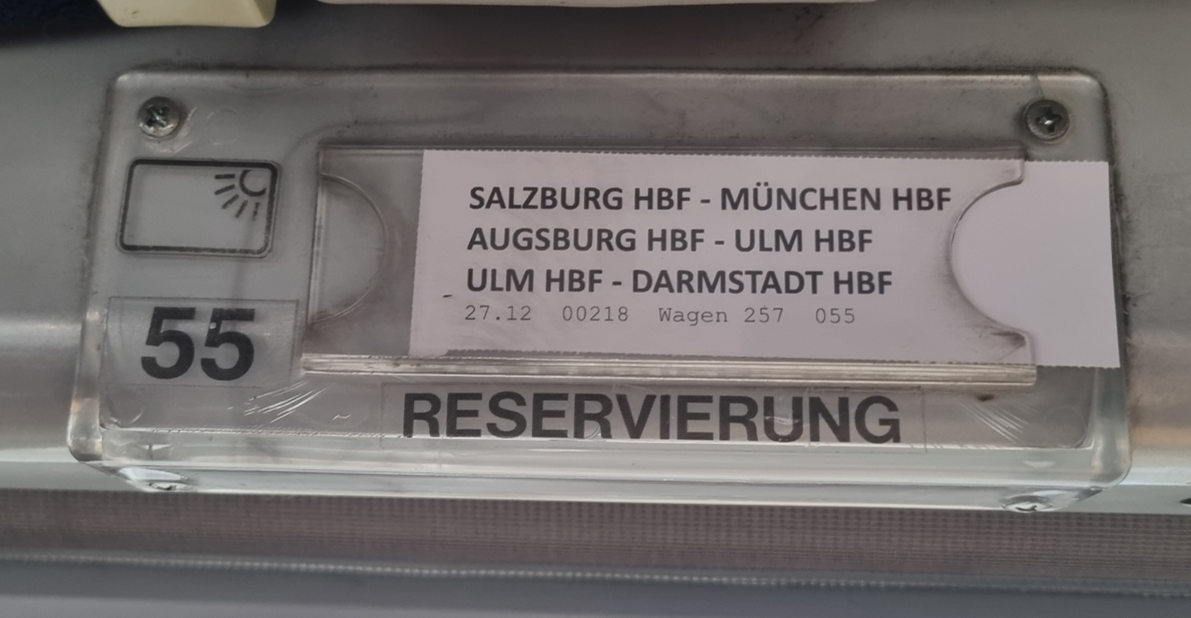 SALZBURG HBF - MÜNCHEN HBF
AUGSBURG HBF - ULM HBF
ULM HBF - DARMSTADT HBF
27.12 00218 Wagen 257 055
55
RESERVIERUNG